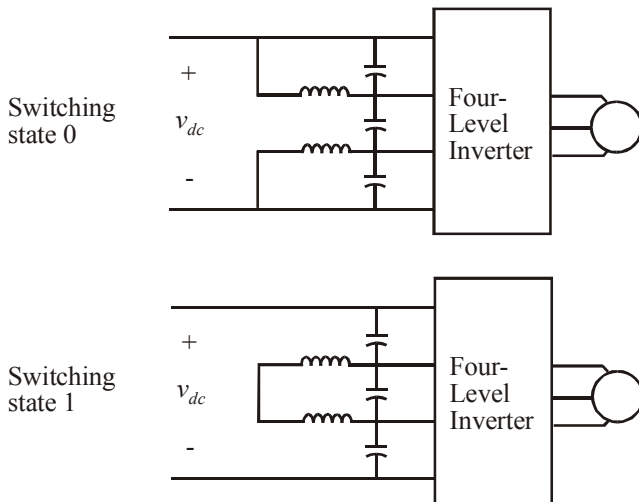 +
Switching
state 0
v_dc
-
Four-
Level
Inverter
+
Switching
state 1
v_dc
-
Four-
Level
Inverter